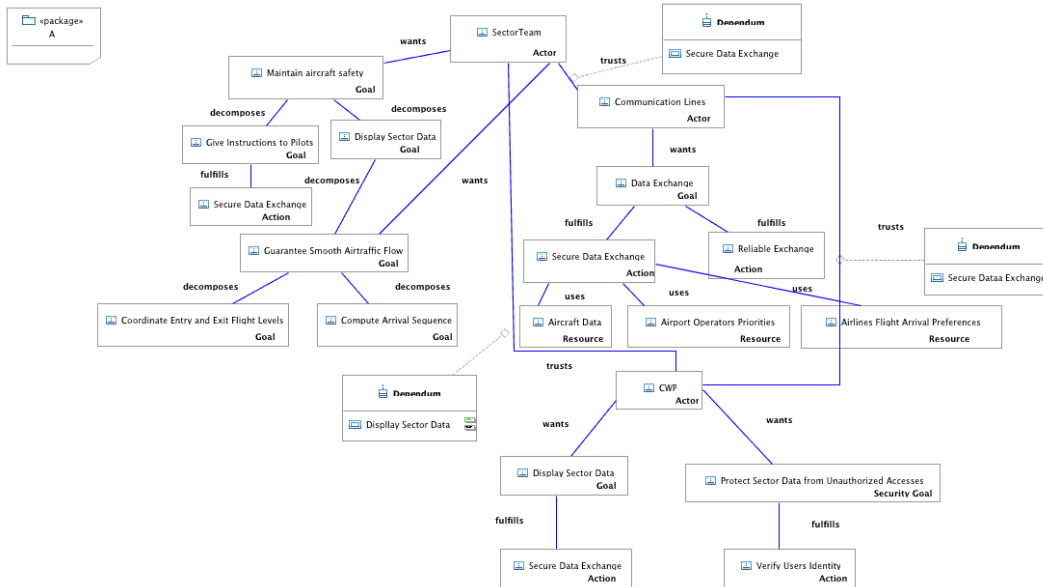 «package»
A
SectorTeam
Actor
Dependum
Secure Data Exchange
wants
trusts
Maintain aircraft safety
Goal
Communication Lines
Actor
decomposes
decomposes
Give Instructions to Pilots
Goal
Display Sector Data
Goal
wants
fulfills
decomposes
wants
Data Exchange
Goal
Secure Data Exchange
Action
fulfills
fulfills
trusts
Guarantee Smooth Airtraffic Flow
Goal
Secure Data Exchange
Action
Reliable Exchange
Action
Dependum
Secure Dataa Exchange
decomposes
decomposes
uses
uses
uses
Coordinate Entry and Exit Flight Levels
Goal
Compute Arrival Sequence
Goal
Aircraft Data
Resource
Airport Operators Priorities
Resource
Airlines Flight Arrival Preferences
Resource
trusts
Dependum
Displlay Sector Data
CWP
Actor
wants
wants
Display Sector Data
Goal
Protect Sector Data from Unauthorized Accesses
Security Goal
fulfills
fulfills
Secure Data Exchange
Action
Verify Users Identity
Action